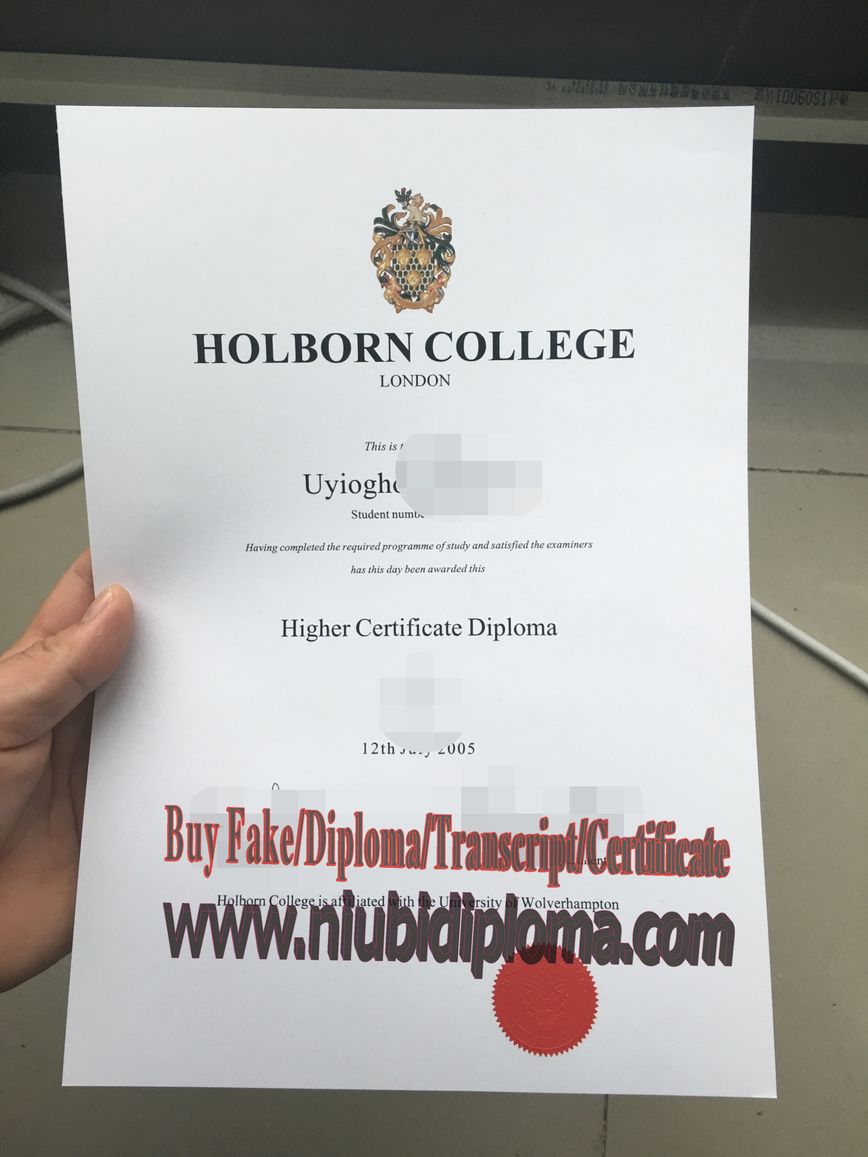 HOLBORN COLLEGE
LONDON
This is
Uyiogho
Student
Having completed the required programme of study and satisfied the examiners
has this day been awarded this
Higher Certificate Diploma
12th July 2005
Buy Fake/Diploma/Transcript/Certificate
Holborn College is affiliated with the University of Wolverhampton
www.niubidiploma.com